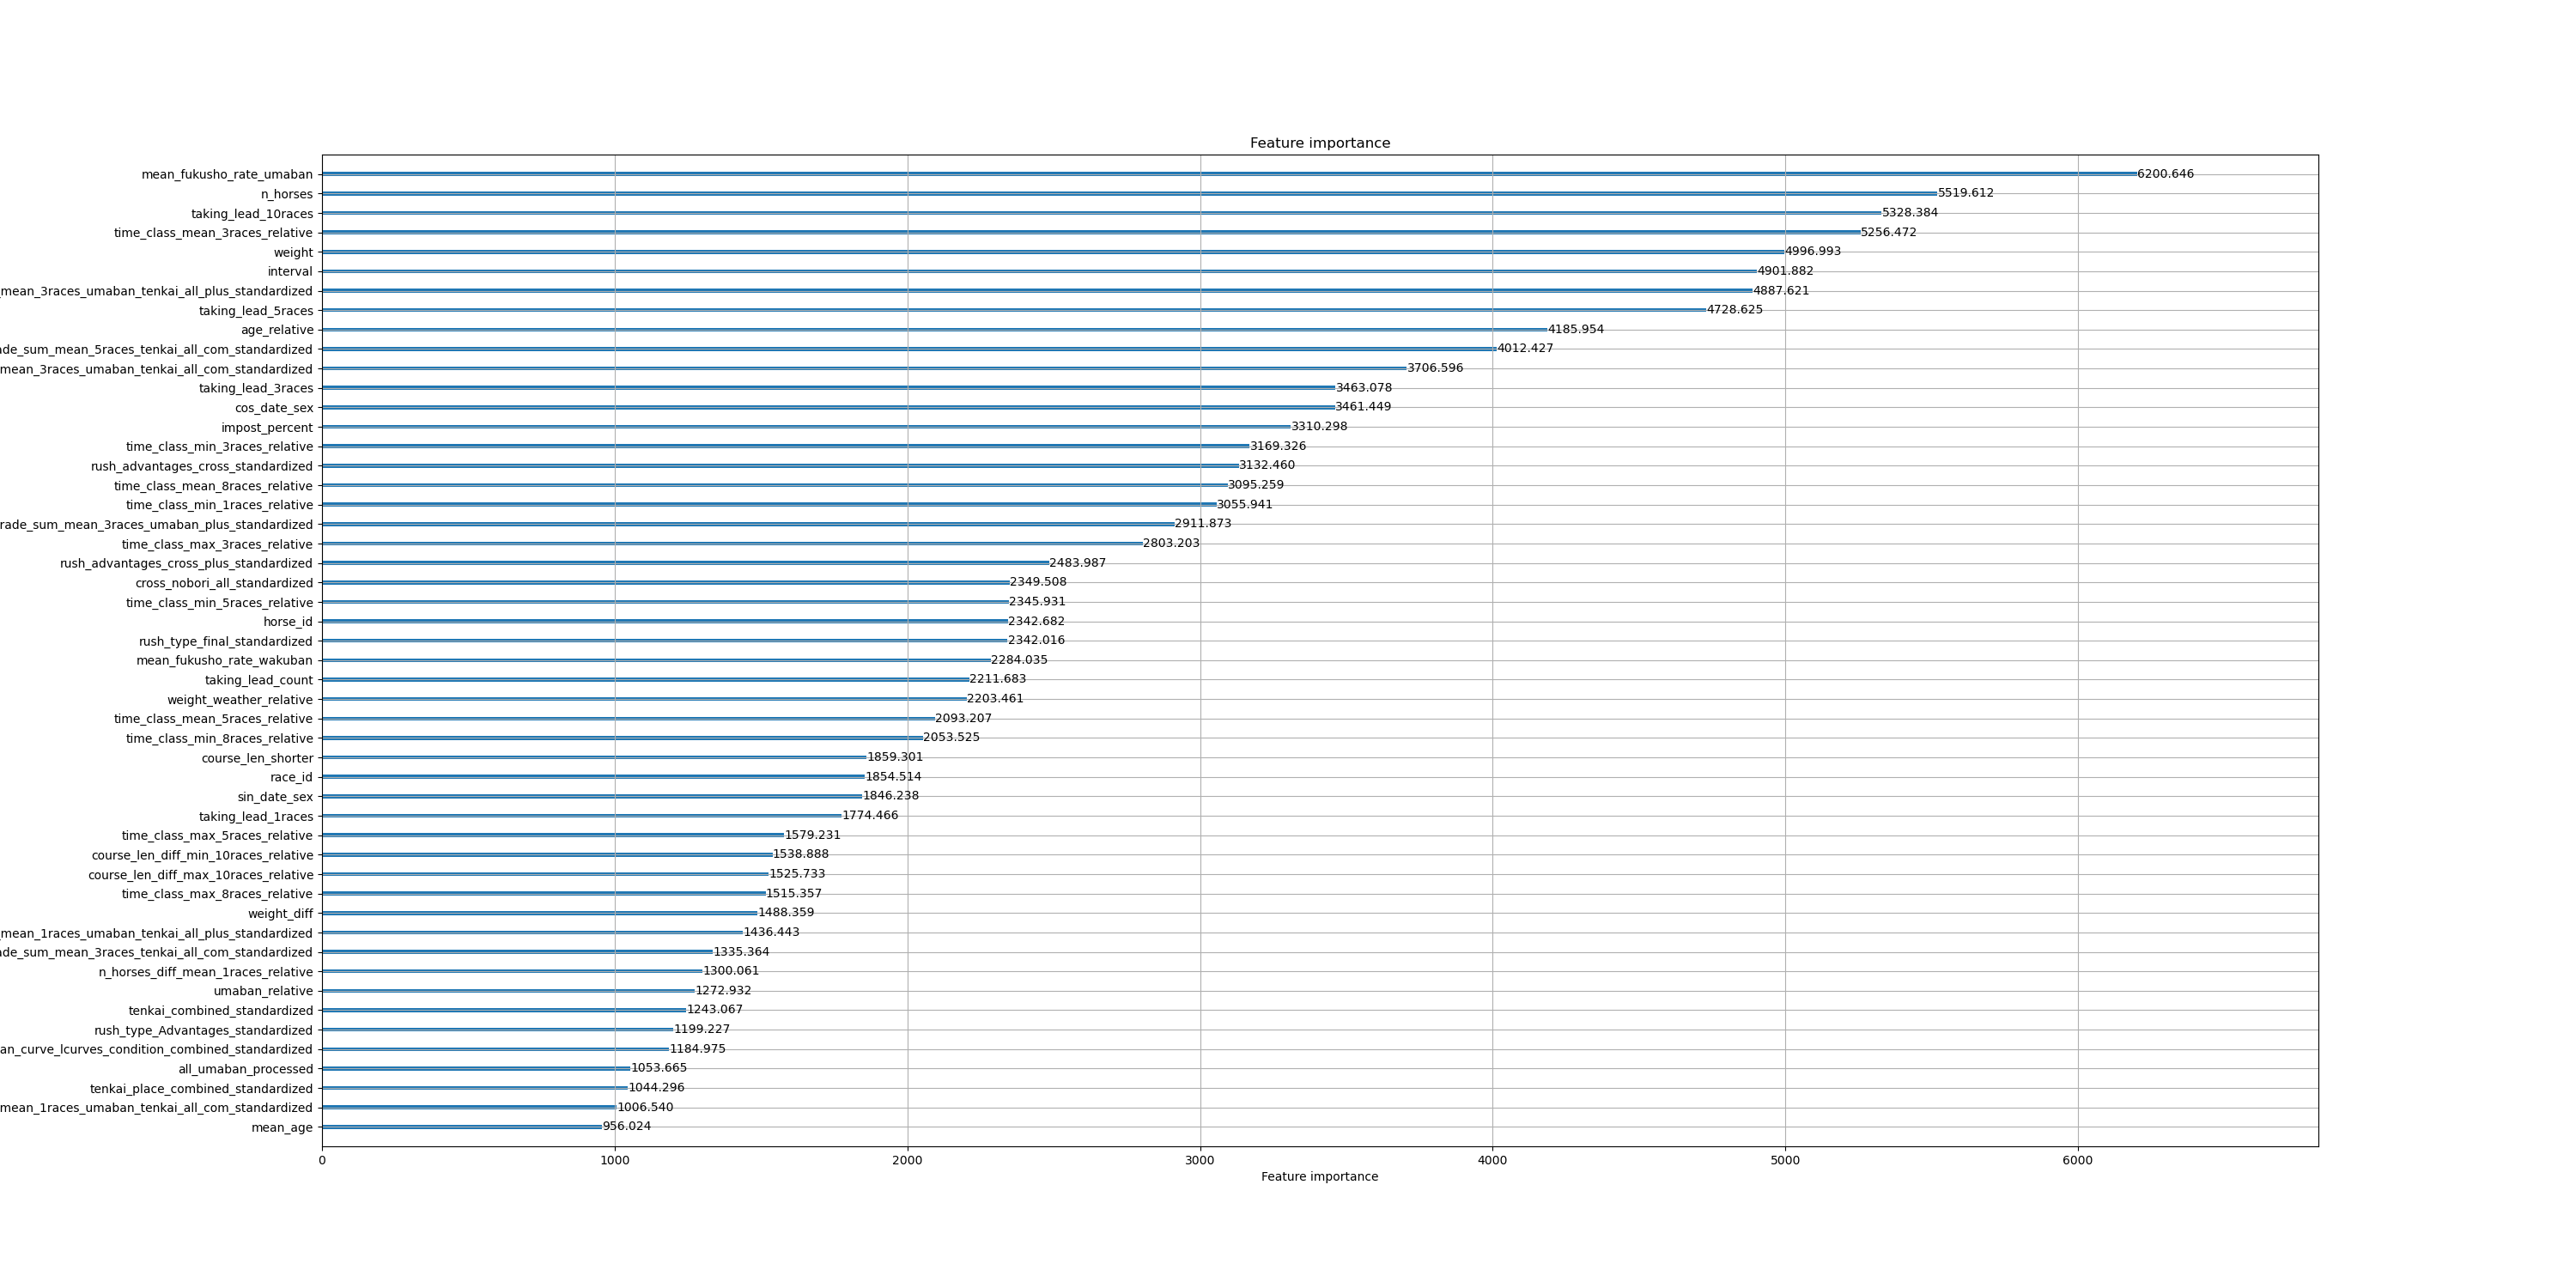 Feature importance
mean_fukusho_rate_umaban 6200.646
n_horses 5519.612
taking_lead_10races 5328.384
time_class_mean_3races_relative 5256.472
weight 4996.993
interval 4901.882
_mean_3races_umaban_tenkai_all_plus_standardized 4887.621
taking_lead_5races 4728.625
age_relative 4185.954
de_sum_mean_5races_tenkai_all_com_standardized 4012.427
mean_3races_umaban_tenkai_all_com_standardized 3706.596
taking_lead_3races 3463.078
cos_date_sex 3461.449
impost_percent 3310.298
time_class_min_3races_relative 3169.326
rush_advantages_cross_standardized 3132.460
time_class_mean_8races_relative 3095.259
time_class_min_1races_relative 3055.941
rade_sum_mean_3races_umaban_plus_standardized 2911.873
time_class_max_3races_relative 2803.203
rush_advantages_cross_plus_standardized 2483.987
cross_nobori_all_standardized 2349.508
time_class_min_5races_relative 2345.931
horse_id 2342.682
rush_type_final_standardized 2342.016
mean_fukusho_rate_wakuban 2284.035
taking_lead_count 2211.683
weight_weather_relative 2203.461
time_class_mean_5races_relative 2093.207
time_class_min_8races_relative 2053.525
course_len_shorter 1859.301
race_id 1854.514
sin_date_sex 1846.238
taking_lead_1races 1774.466
time_class_max_5races_relative 1579.231
course_len_diff_min_10races_relative 1538.888
course_len_diff_max_10races_relative 1525.733
time_class_max_8races_relative 1515.357
weight_diff 1488.359
_mean_1races_umaban_tenkai_all_plus_standardized 1436.443
de_sum_mean_3races_tenkai_all_com_standardized 1335.364
n_horses_diff_mean_1races_relative 1300.061
umaban_relative 1272.932
tenkai_combined_standardized 1243.067
rush_type_Advantages_standardized 1199.227
an_curve_lcurves_condition_combined_standardized 1184.975
all_umaban_processed 1053.665
tenkai_place_combined_standardized 1044.296
mean_1races_umaban_tenkai_all_com_standardized 1006.540
mean_age 956.024
0 1000 2000 3000 4000 5000 6000
Feature importance